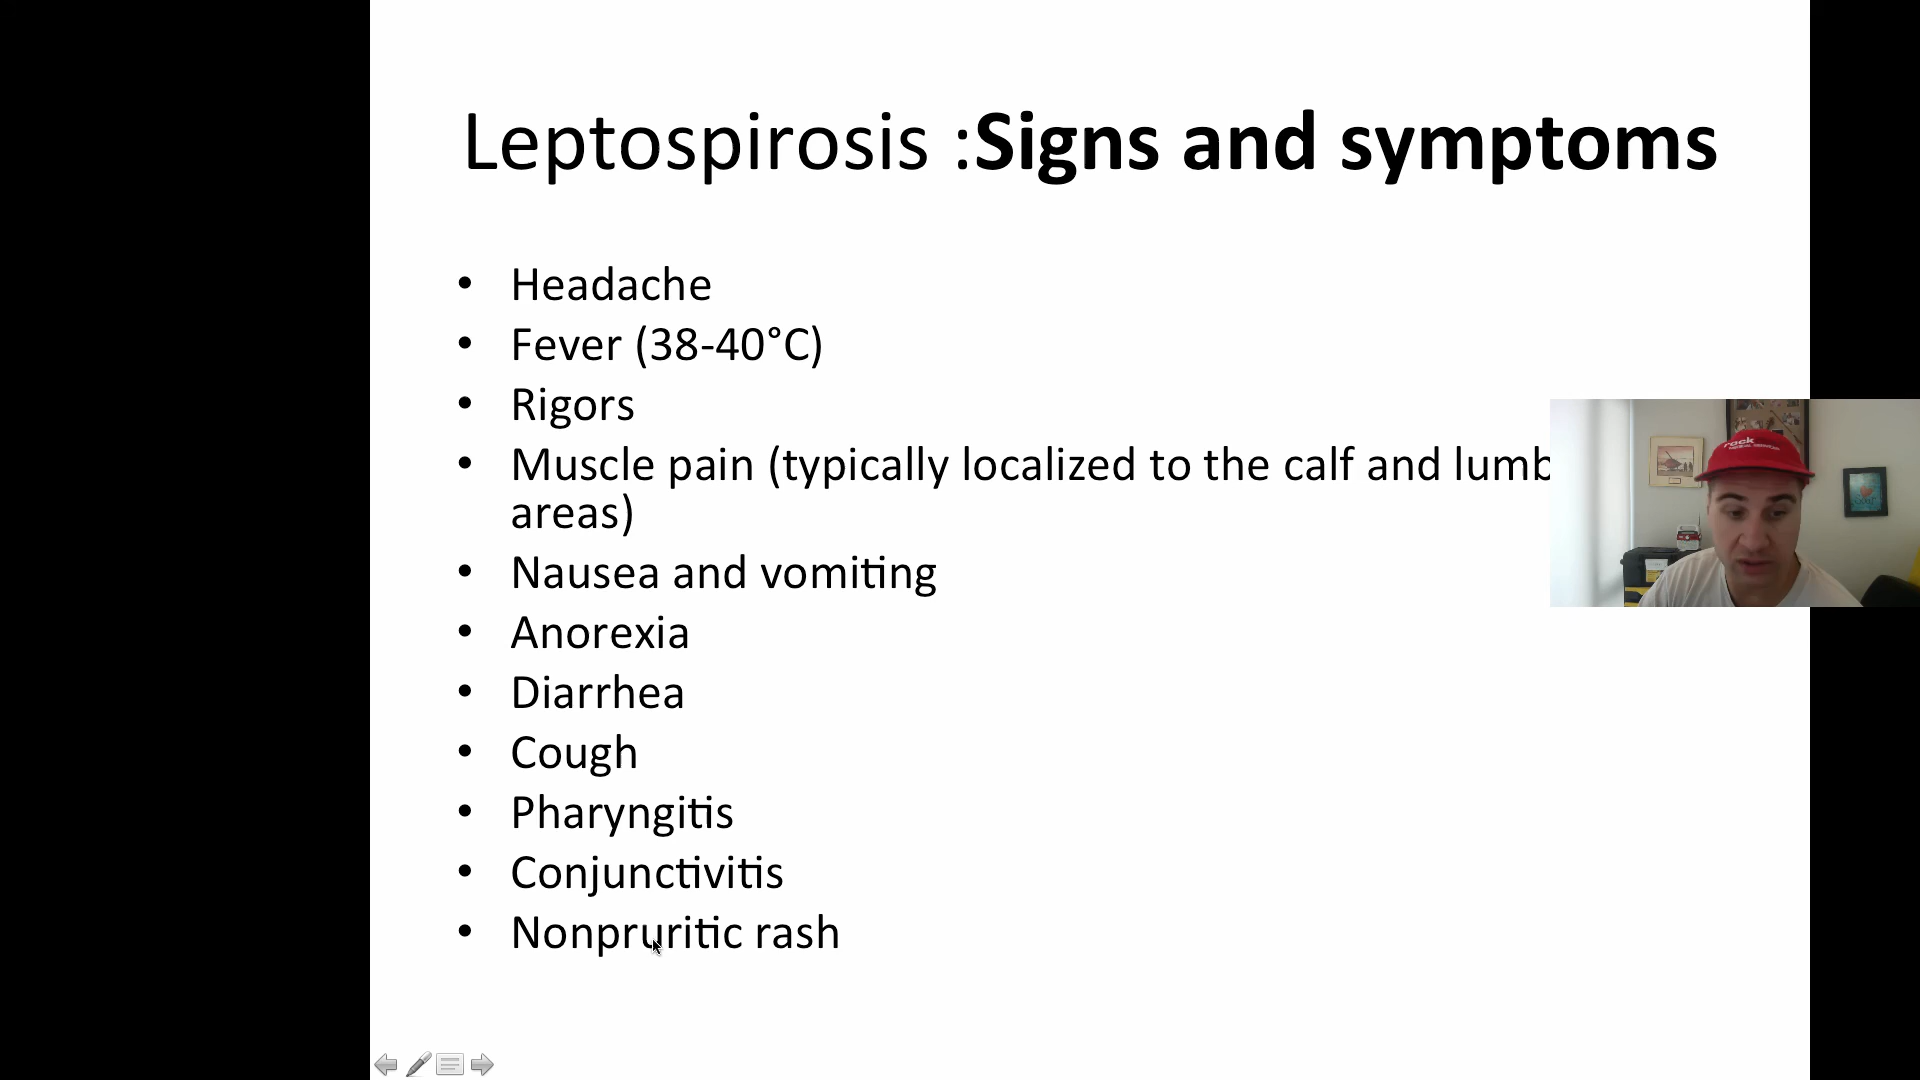 Leptospirosis :Signs and symptoms
• Headache
• Fever (38-40°C)
• Rigors
• Muscle pain (typically localized to the calf and
areas)
• Nausea and vomiting
• Anorexia
• Diarrhea
• Cough
• Pharyngitis
• Conjunctivitis
• Nonpruritic rash